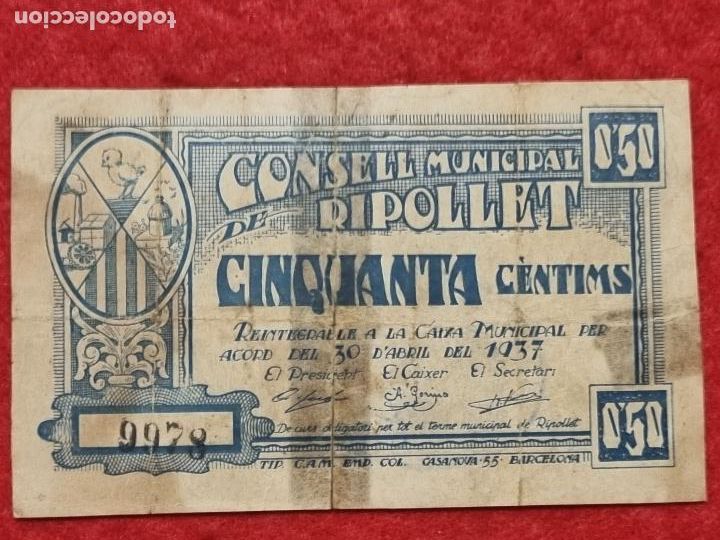 todocoleccion
CONSELL MUNICIPAL
DE RIPOLLET
0'50
CINQUANTA CÈNTIMS
REINTEGRABLE A LA CAIXA MUNICIPAL PER
ACORD DEL 30 D'ABRIL DEL 1937
El President El Caixer El Secretari
9978
De curs obligatori per tot el terme municipal de Ripollet
0'50
TIP. CAM. EMP. COL. CASANOVA-55-BARCELONA